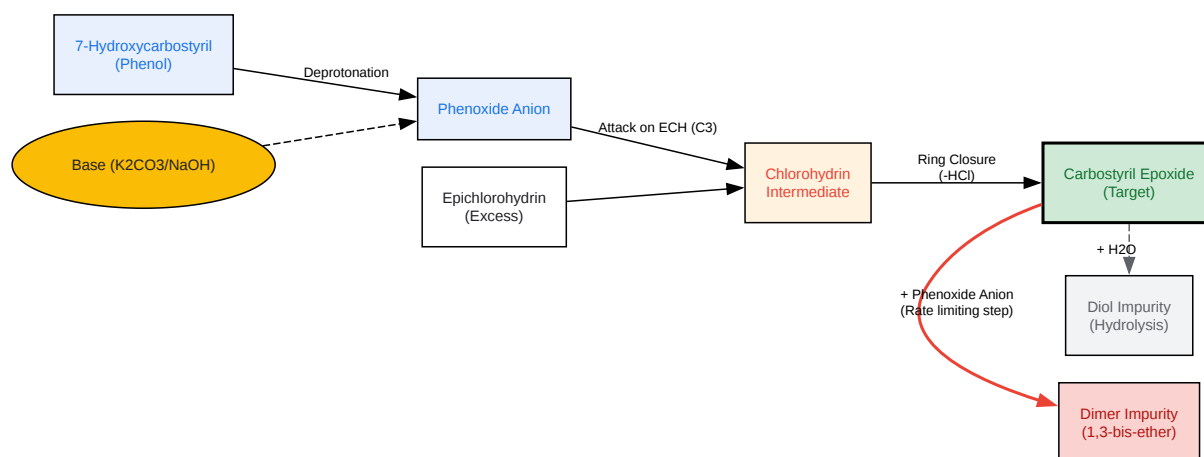 7-Hydroxycarbostyril
(Phenol)
Deprotonation
Base (K2CO3/NaOH)
Phenoxide Anion
Attack on ECH (C3)
Epichlorohydrin
(Excess)
Chlorohydrin
Intermediate
Ring Closure
(-HCl)
Carbostyril Epoxide
(Target)
+ H2O
+ Phenoxide Anion
(Rate limiting step)
Diol Impurity
(Hydrolysis)
Dimer Impurity
(1,3-bis-ether)